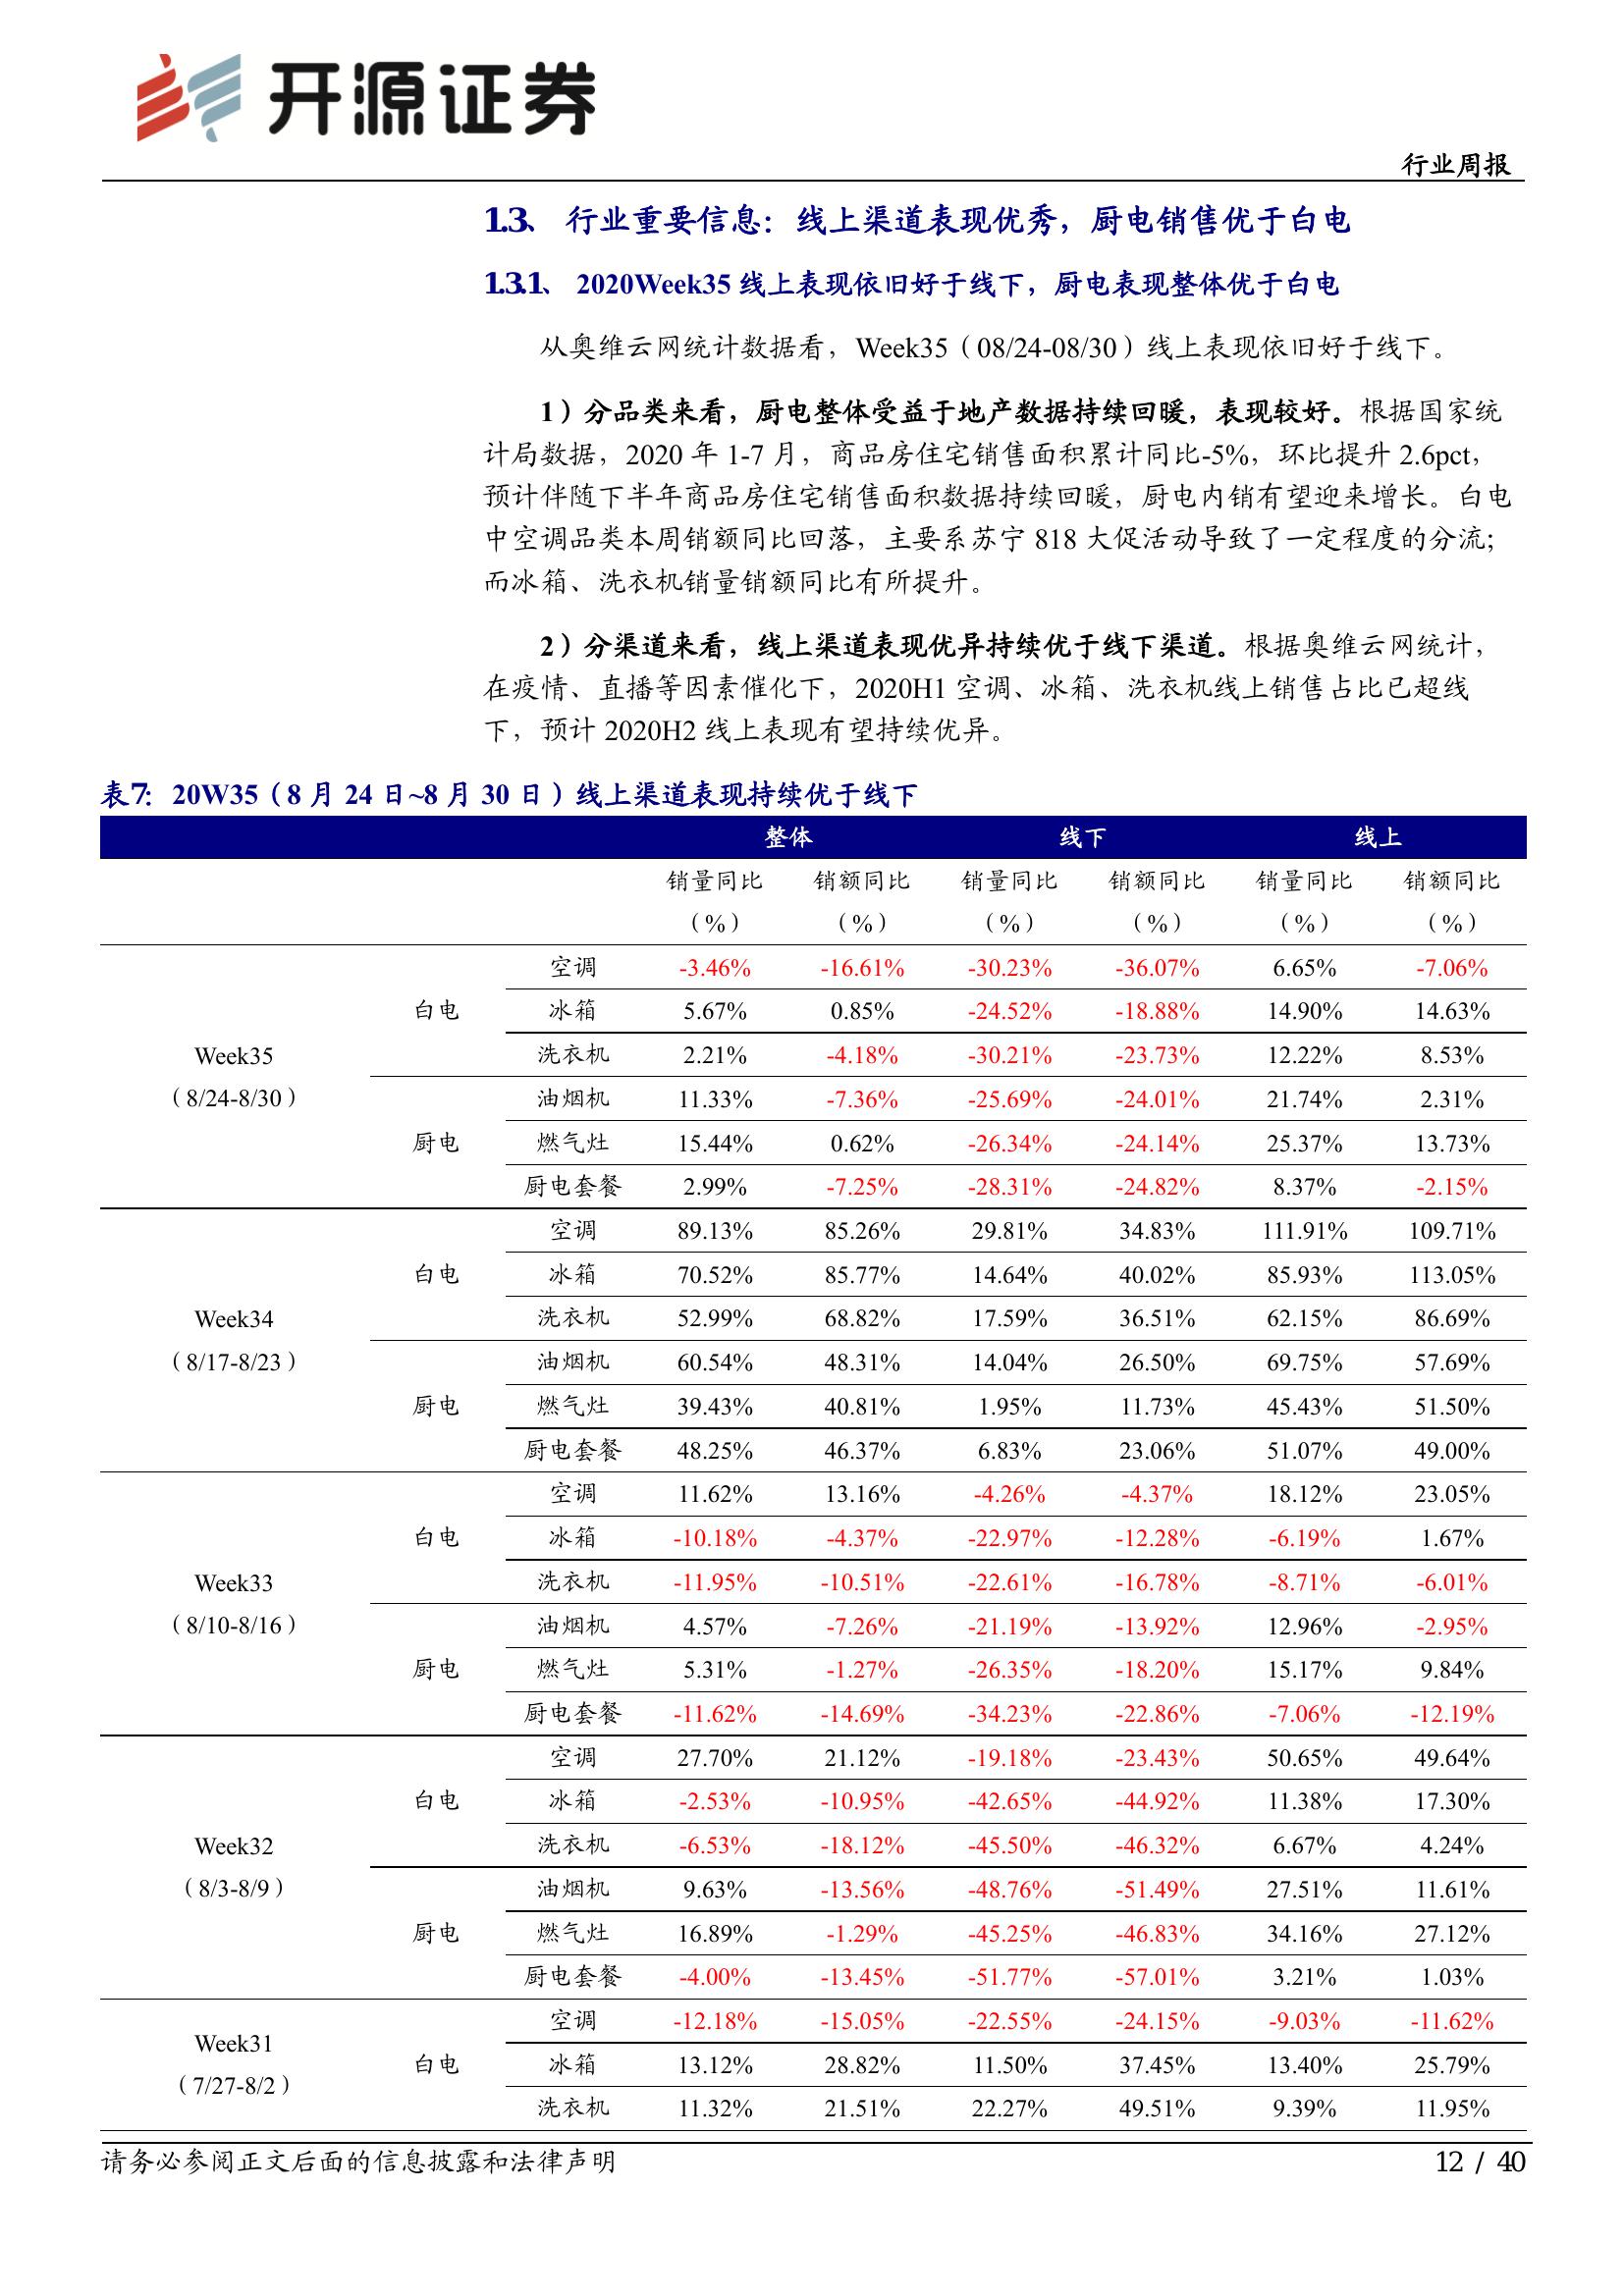 开源证券
行业周报
1.3、 行业重要信息：线上渠道表现优秀，厨电销售优于白电
1.3.1、 2020Week35 线上表现依旧好于线下，厨电表现整体优于白电
从奥维云网统计数据看，Week35（08/24-08/30）线上表现依旧好于线下。
1）分品类来看，厨电整体受益于地产数据持续回暖，表现较好。根据国家统
计局数据，2020 年 1-7 月，商品房住宅销售面积累计同比-5%，环比提升 2.6pct，
预计伴随下半年商品房住宅销售面积数据持续回暖，厨电内销有望迎来增长。白电
中空调品类本周销额同比回落，主要系苏宁 818 大促活动导致了一定程度的分流；
而冰箱、洗衣机销量销额同比有所提升。
2）分渠道来看，线上渠道表现优异持续优于线下渠道。根据奥维云网统计，
在疫情、直播等因素催化下，2020H1 空调、冰箱、洗衣机线上销售占比已超线
下，预计 2020H2 线上表现有望持续优异。
表7：20W35（8 月 24 日~8 月 30 日）线上渠道表现持续优于线下
整体 线下 线上
销量同比 销额同比 销量同比 销额同比 销量同比 销额同比
（%） （%） （%） （%） （%） （%）
Week35
（8/24-8/30）
白电
空调 -3.46% -16.61% -30.23% -36.07% 6.65% -7.06%
冰箱 5.67% 0.85% -24.52% -18.88% 14.90% 14.63%
洗衣机 2.21% -4.18% -30.21% -23.73% 12.22% 8.53%
厨电
油烟机 11.33% -7.36% -25.69% -24.01% 21.74% 2.31%
燃气灶 15.44% 0.62% -26.34% -24.14% 25.37% 13.73%
厨电套餐 2.99% -7.25% -28.31% -24.82% 8.37% -2.15%
Week34
（8/17-8/23）
白电
空调 89.13% 85.26% 29.81% 34.83% 111.91% 109.71%
冰箱 70.52% 85.77% 14.64% 40.02% 85.93% 113.05%
洗衣机 52.99% 68.82% 17.59% 36.51% 62.15% 86.69%
厨电
油烟机 60.54% 48.31% 14.04% 26.50% 69.75% 57.69%
燃气灶 39.43% 40.81% 1.95% 11.73% 45.43% 51.50%
厨电套餐 48.25% 46.37% 6.83% 23.06% 51.07% 49.00%
Week33
（8/10-8/16）
白电
空调 11.62% 13.16% -4.26% -4.37% 18.12% 23.05%
冰箱 -10.18% -4.37% -22.97% -12.28% -6.19% 1.67%
洗衣机 -11.95% -10.51% -22.61% -16.78% -8.71% -6.01%
厨电
油烟机 4.57% -7.26% -21.19% -13.92% 12.96% -2.95%
燃气灶 5.31% -1.27% -26.35% -18.20% 15.17% 9.84%
厨电套餐 -11.62% -14.69% -34.23% -22.86% -7.06% -12.19%
Week32
（8/3-8/9）
白电
空调 27.70% 21.12% -19.18% -23.43% 50.65% 49.64%
冰箱 -2.53% -10.95% -42.65% -44.92% 11.38% 17.30%
洗衣机 -6.53% -18.12% -45.50% -46.32% 6.67% 4.24%
厨电
油烟机 9.63% -13.56% -48.76% -51.49% 27.51% 11.61%
燃气灶 16.89% -1.29% -45.25% -46.83% 34.16% 27.12%
厨电套餐 -4.00% -13.45% -51.77% -57.01% 3.21% 1.03%
Week31
（7/27-8/2）
白电
空调 -12.18% -15.05% -22.55% -24.15% -9.03% -11.62%
冰箱 13.12% 28.82% 11.50% 37.45% 13.40% 25.79%
洗衣机 11.32% 21.51% 22.27% 49.51% 9.39% 11.95%
请务必参阅正文后面的信息披露和法律声明
12 / 40